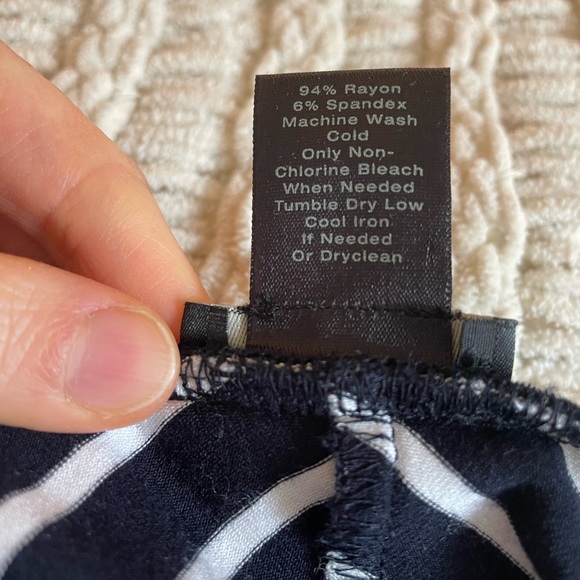 94% Rayon
6% Spandex
Machine Wash
Cold
Only Non-
Chlorine Bleach
When Needed
Tumble Dry Low
Cool Iron
If Needed
Or Dryclean